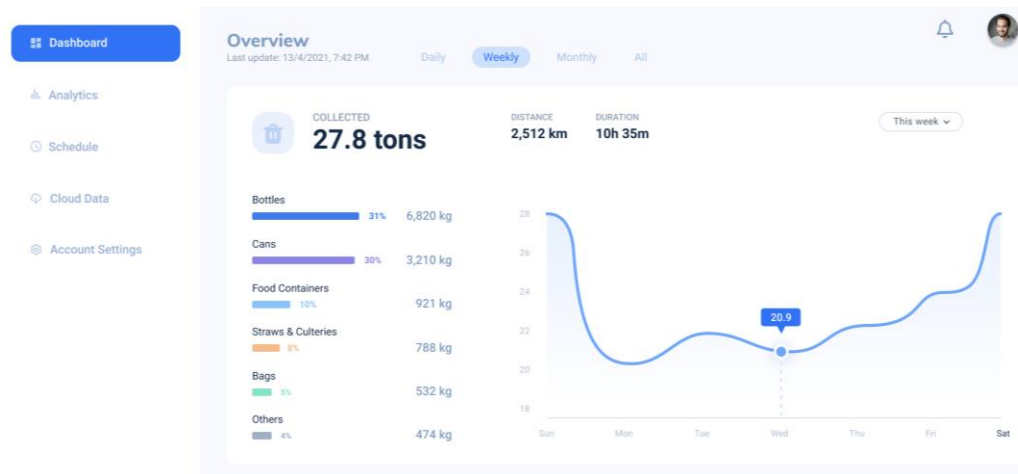 Dashboard
Analytics
Schedule
Cloud Data
Account Settings
Overview
Last update: 13/4/2021, 7:42 PM
Daily
Weekly
Monthly
All
COLLECTED
27.8 tons
DISTANCE
2,512 km
DURATION
10h 35m
This week
Bottles
31% 6,820 kg
Cans
30% 3,210 kg
Food Containers
10% 921 kg
Straws & Culteries
8% 788 kg
Bags
5% 532 kg
Others
4% 474 kg
28
26
24
22
20
18
20.9
Sun Mon Tue Wed Thu Fri Sat